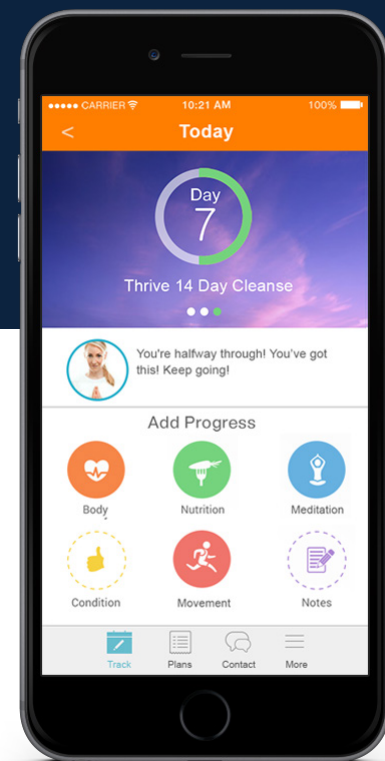 CARRIER 10:21 AM 100%
< Today
Day
7
Thrive 14 Day Cleanse
You're halfway through! You've got
this! Keep going!
Add Progress
Body Nutrition Meditation
Condition Movement Notes
Track Plans Contact More